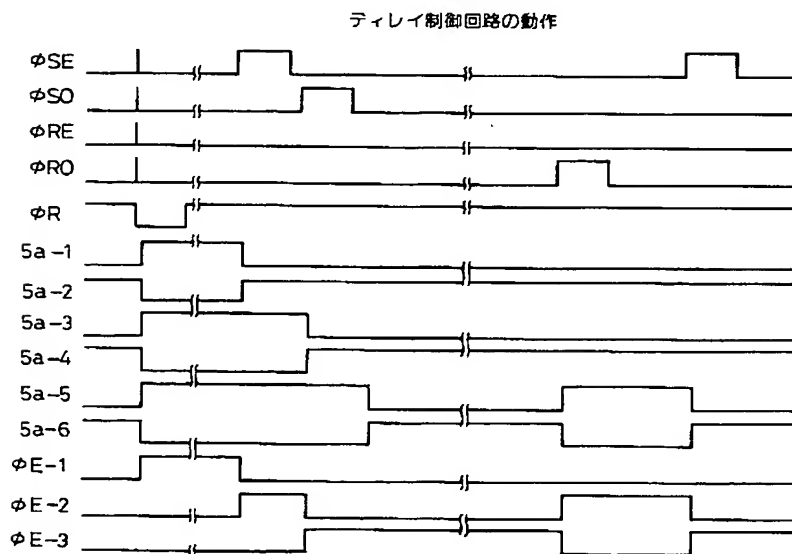 ティレイ制御回路の動作
ΦSE
ΦSO
ΦRE
ΦRO
ΦR
5a-1
5a-2
5a-3
5a-4
5a-5
5a-6
ΦE-1
ΦE-2
ΦE-3